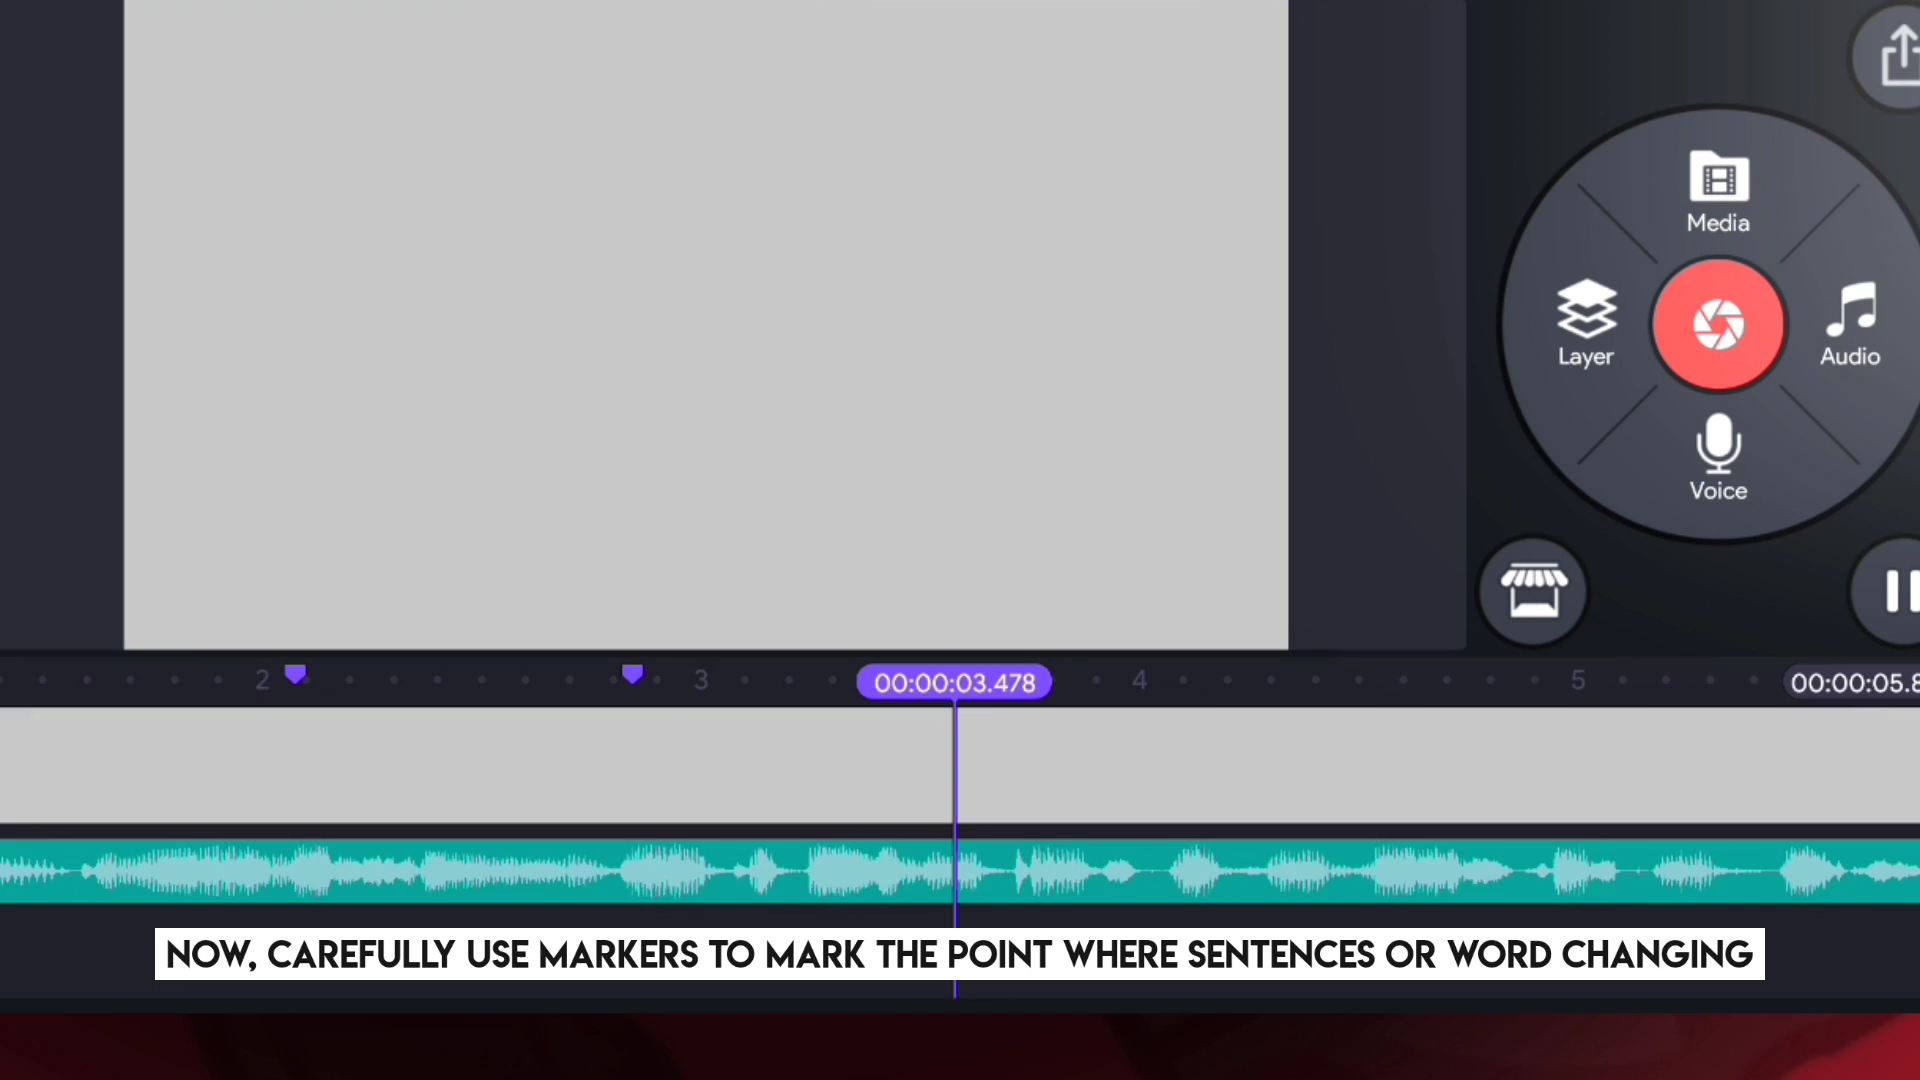 Media
Layer
Audio
Voice
2
3
00:00:03.478
4
5
00:00:05.8
NOW, CAREFULLY USE MARKERS TO MARK THE POINT WHERE SENTENCES OR WORD CHANGING